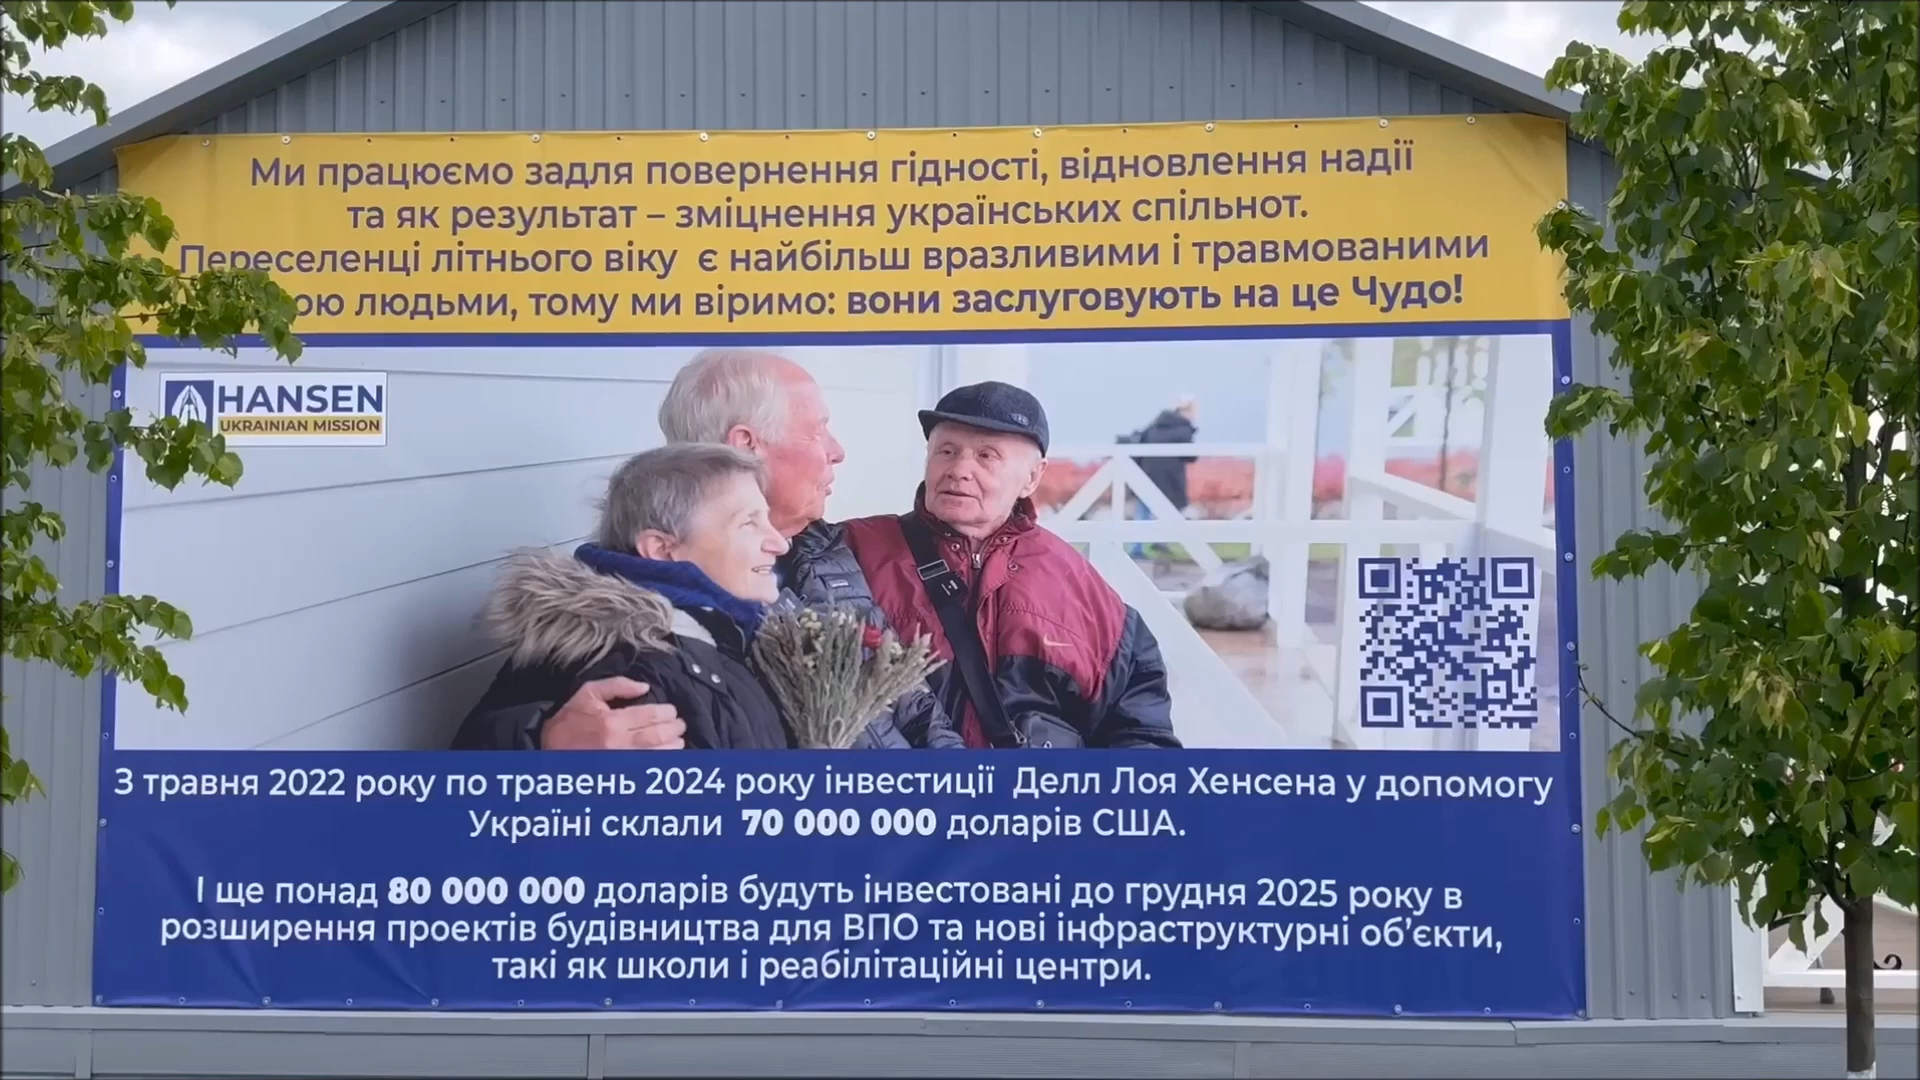 Ми працюємо задля повернення гідності, відновлення надії
та як результат – зміцнення українських спільнот.
Переселенці літнього віку є найбільш вразливими і травмованими
людьми, тому ми віримо: вони заслуговують на це Чудо!
HANSEN
UKRAINIAN MISSION
З травня 2022 року по травень 2024 року інвестиції Делл Лоя Хенсена у допомогу
Україні склали 70 000 000 доларів США.
І ще понад 80 000 000 доларів будуть інвестовані до грудня 2025 року в
розширення проектів будівництва для ВПО та нові інфраструктурні об’єкти,
такі як школи і реабілітаційні центри.